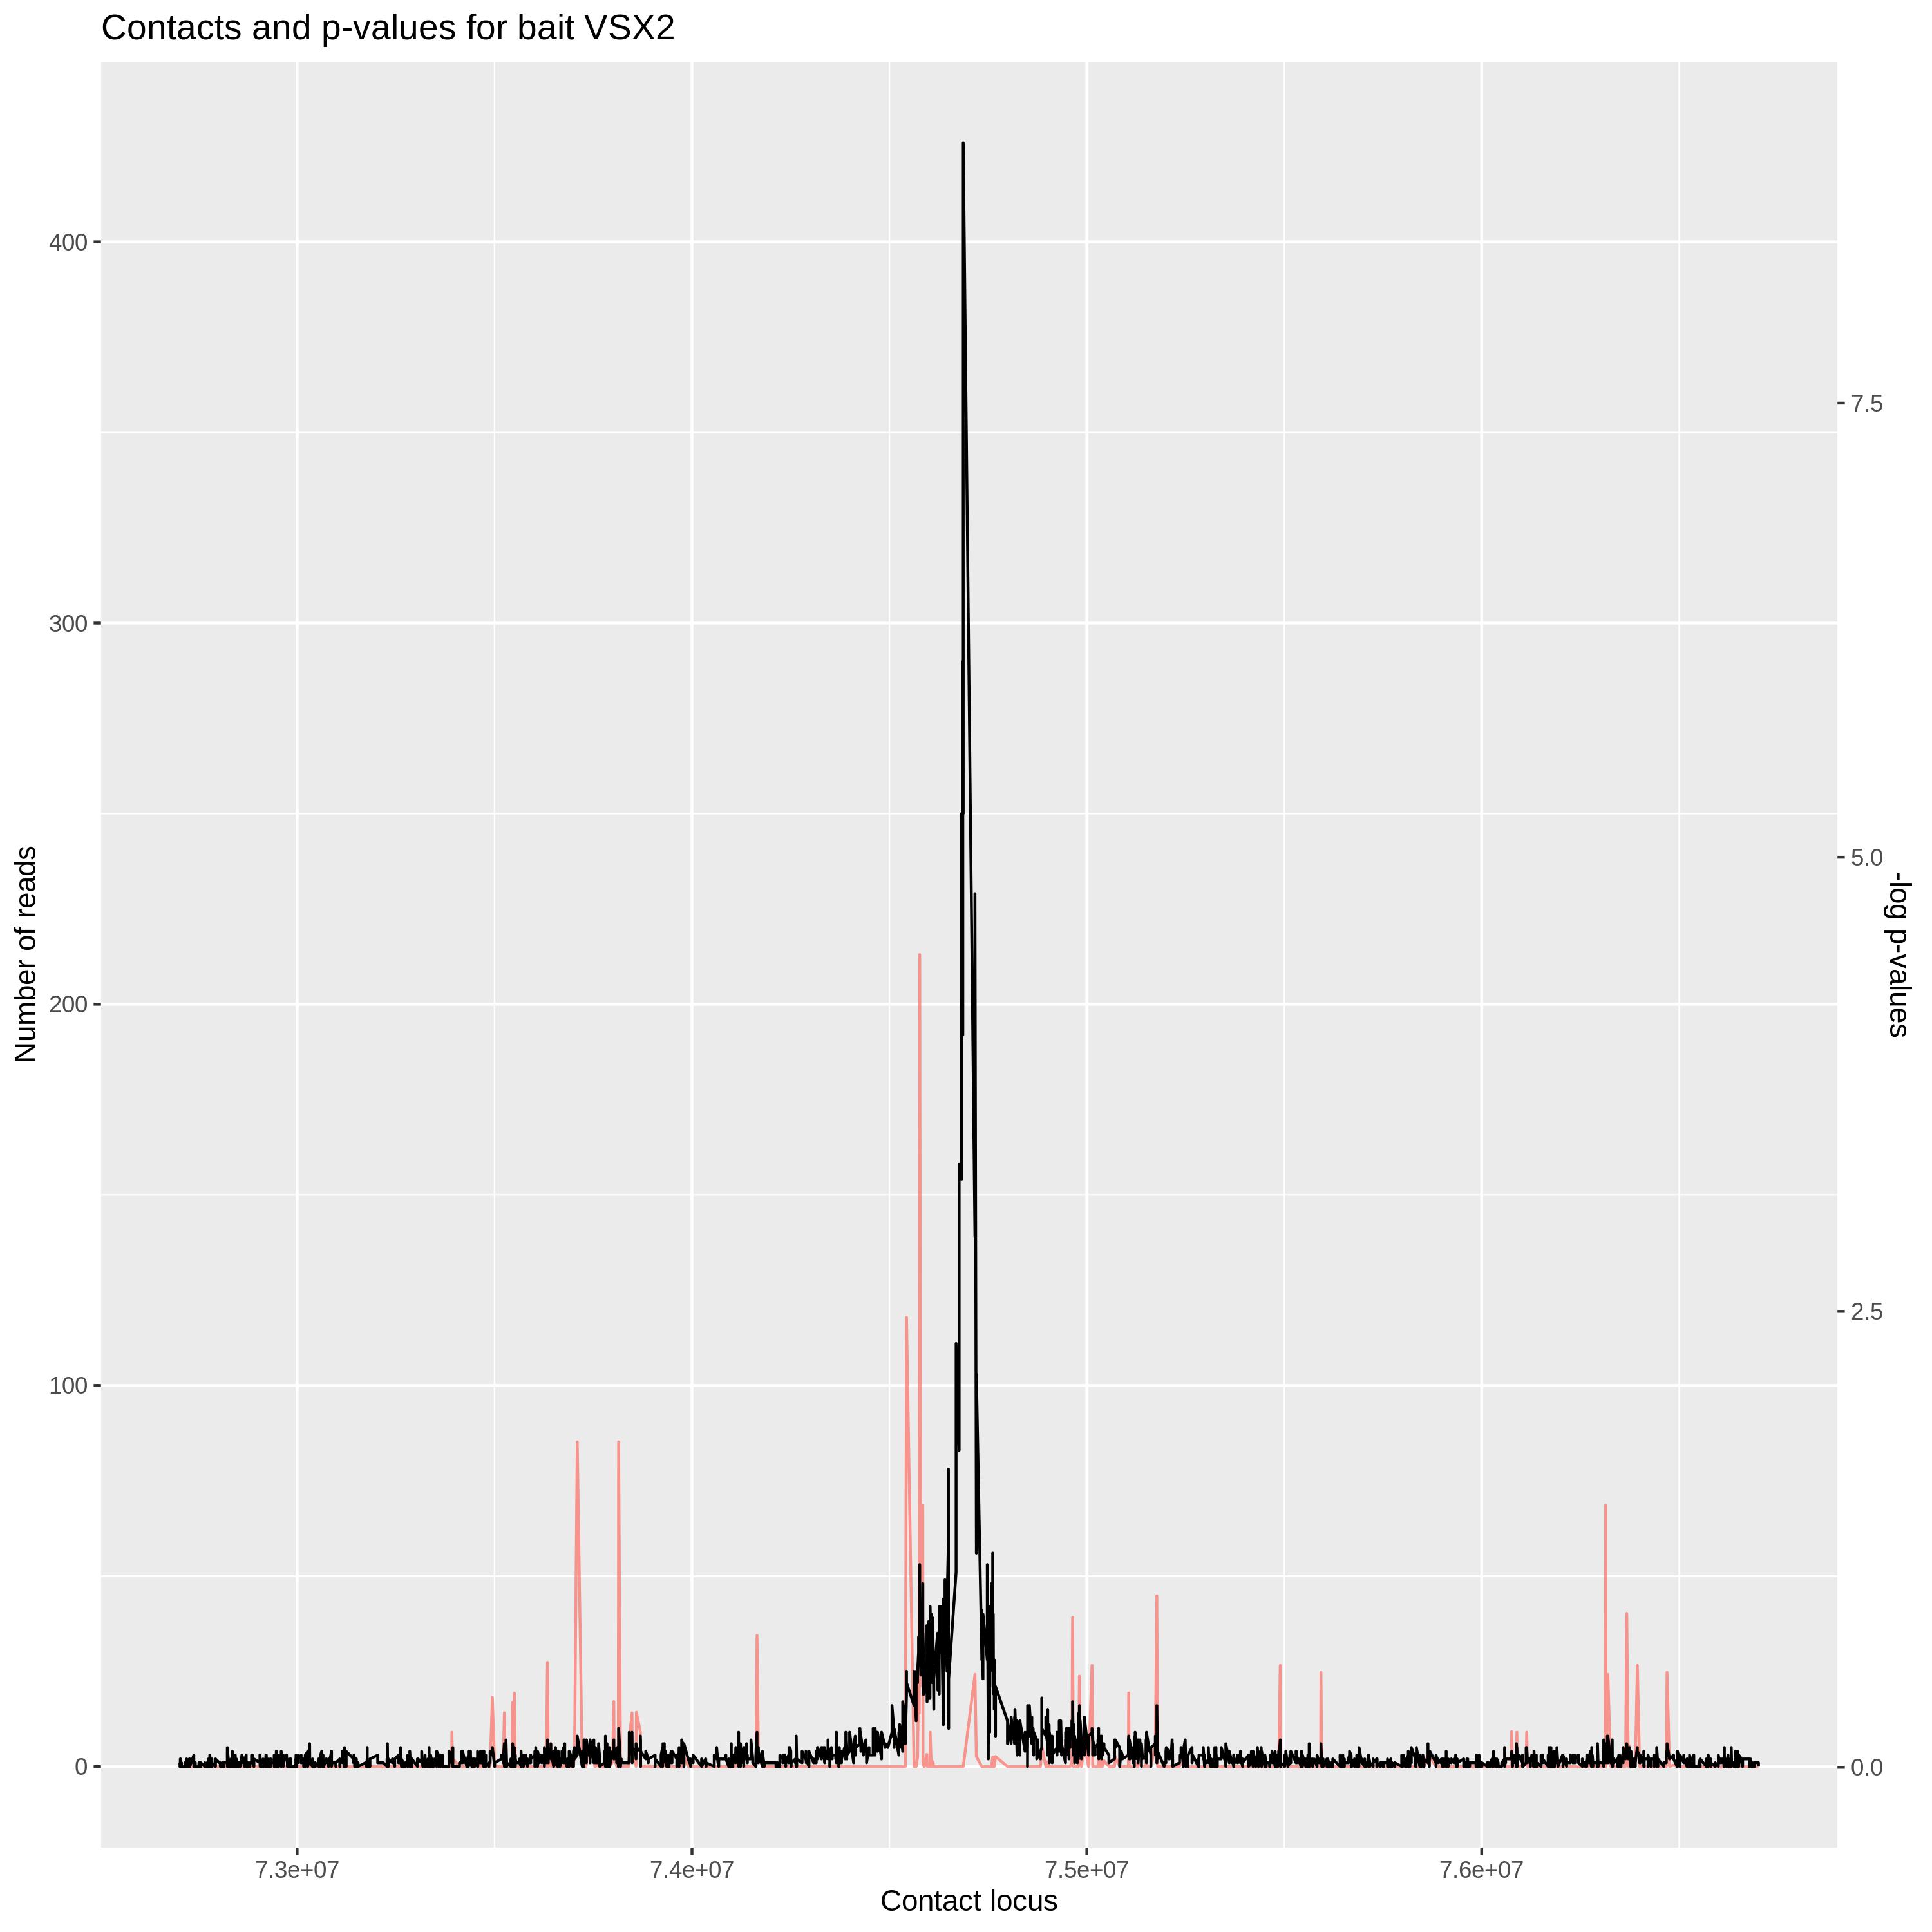 Contacts and p-values for bait VSX2
400
300
200
100
0
Number of reads
7.5
5.0
2.5
0.0
-log p-values
7.3e+07
7.4e+07
7.5e+07
7.6e+07
Contact locus